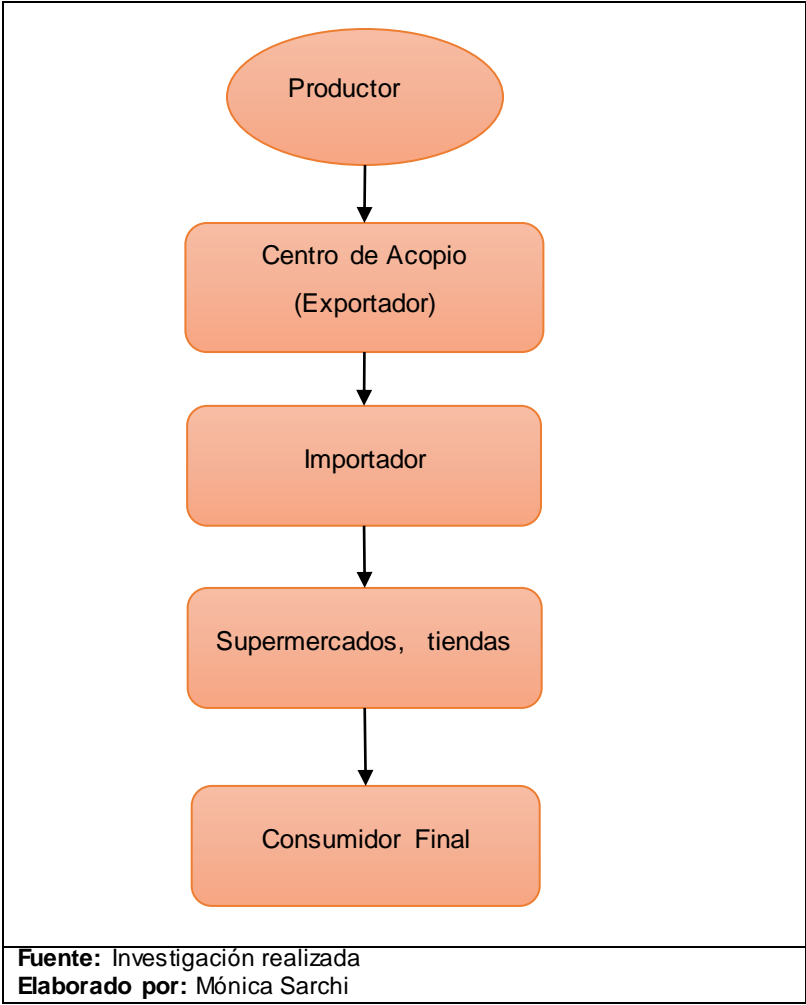 Productor
Centro de Acopio
(Exportador)
Importador
Supermercados, tiendas
Consumidor Final
Fuente: Investigación realizada
Elaborado por: Mónica Sarchi